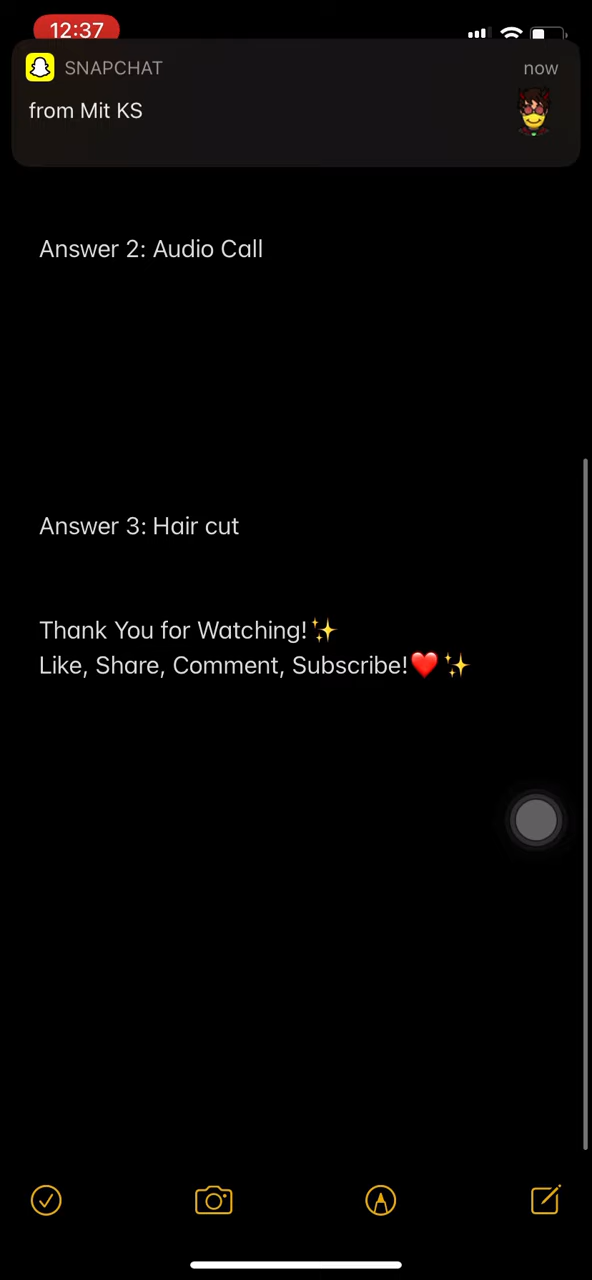 12:37
SNAPCHAT
now
from Mit KS
Answer 2: Audio Call
Answer 3: Hair cut
Thank You for Watching!✨
Like, Share, Comment, Subscribe!❤️✨